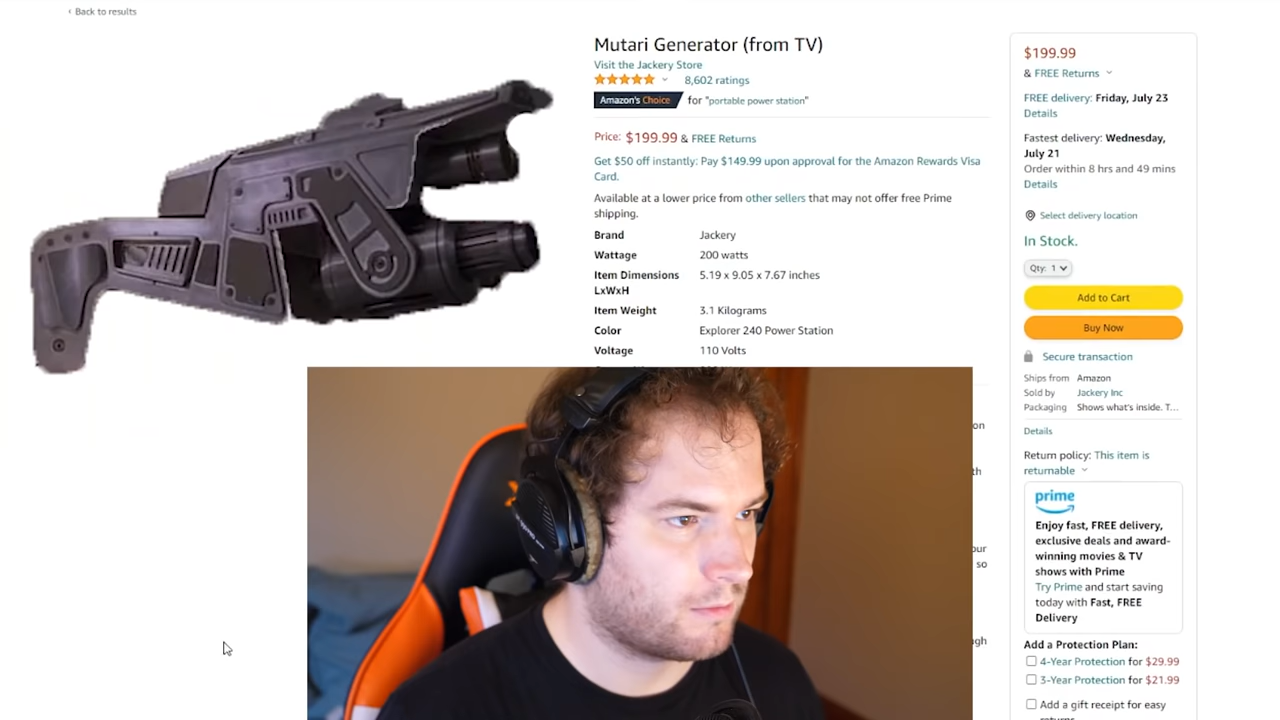 ‹ Back to results
Mutari Generator (from TV)
Visit the Jackery Store
8,602 ratings
Amazon's Choice for "portable power station"
Price: $199.99 & FREE Returns
Get $50 off instantly: Pay $149.99 upon approval for the Amazon Rewards Visa
Card.
Available at a lower price from other sellers that may not offer free Prime
shipping.
Brand Jackery
Wattage 200 watts
Item Dimensions 5.19 x 9.05 x 7.67 inches
LxWxH
Item Weight 3.1 Kilograms
Color Explorer 240 Power Station
Voltage 110 Volts
on
so
$199.99
& FREE Returns
FREE delivery: Friday, July 23
Details
Fastest delivery: Wednesday,
July 21
Order within 8 hrs and 49 mins
Details
Select delivery location
In Stock.
Qty: 1
Add to Cart
Buy Now
Secure transaction
Ships from Amazon
Sold by Jackery Inc
Packaging Shows what's inside. T...
Details
Return policy: This item is
returnable
prime
Enjoy fast, FREE delivery,
exclusive deals and award-
winning movies & TV
shows with Prime
Try Prime and start saving
today with Fast, FREE
Delivery
Add a Protection Plan:
4-Year Protection for $29.99
3-Year Protection for $21.99
Add a gift receipt for easy
returns